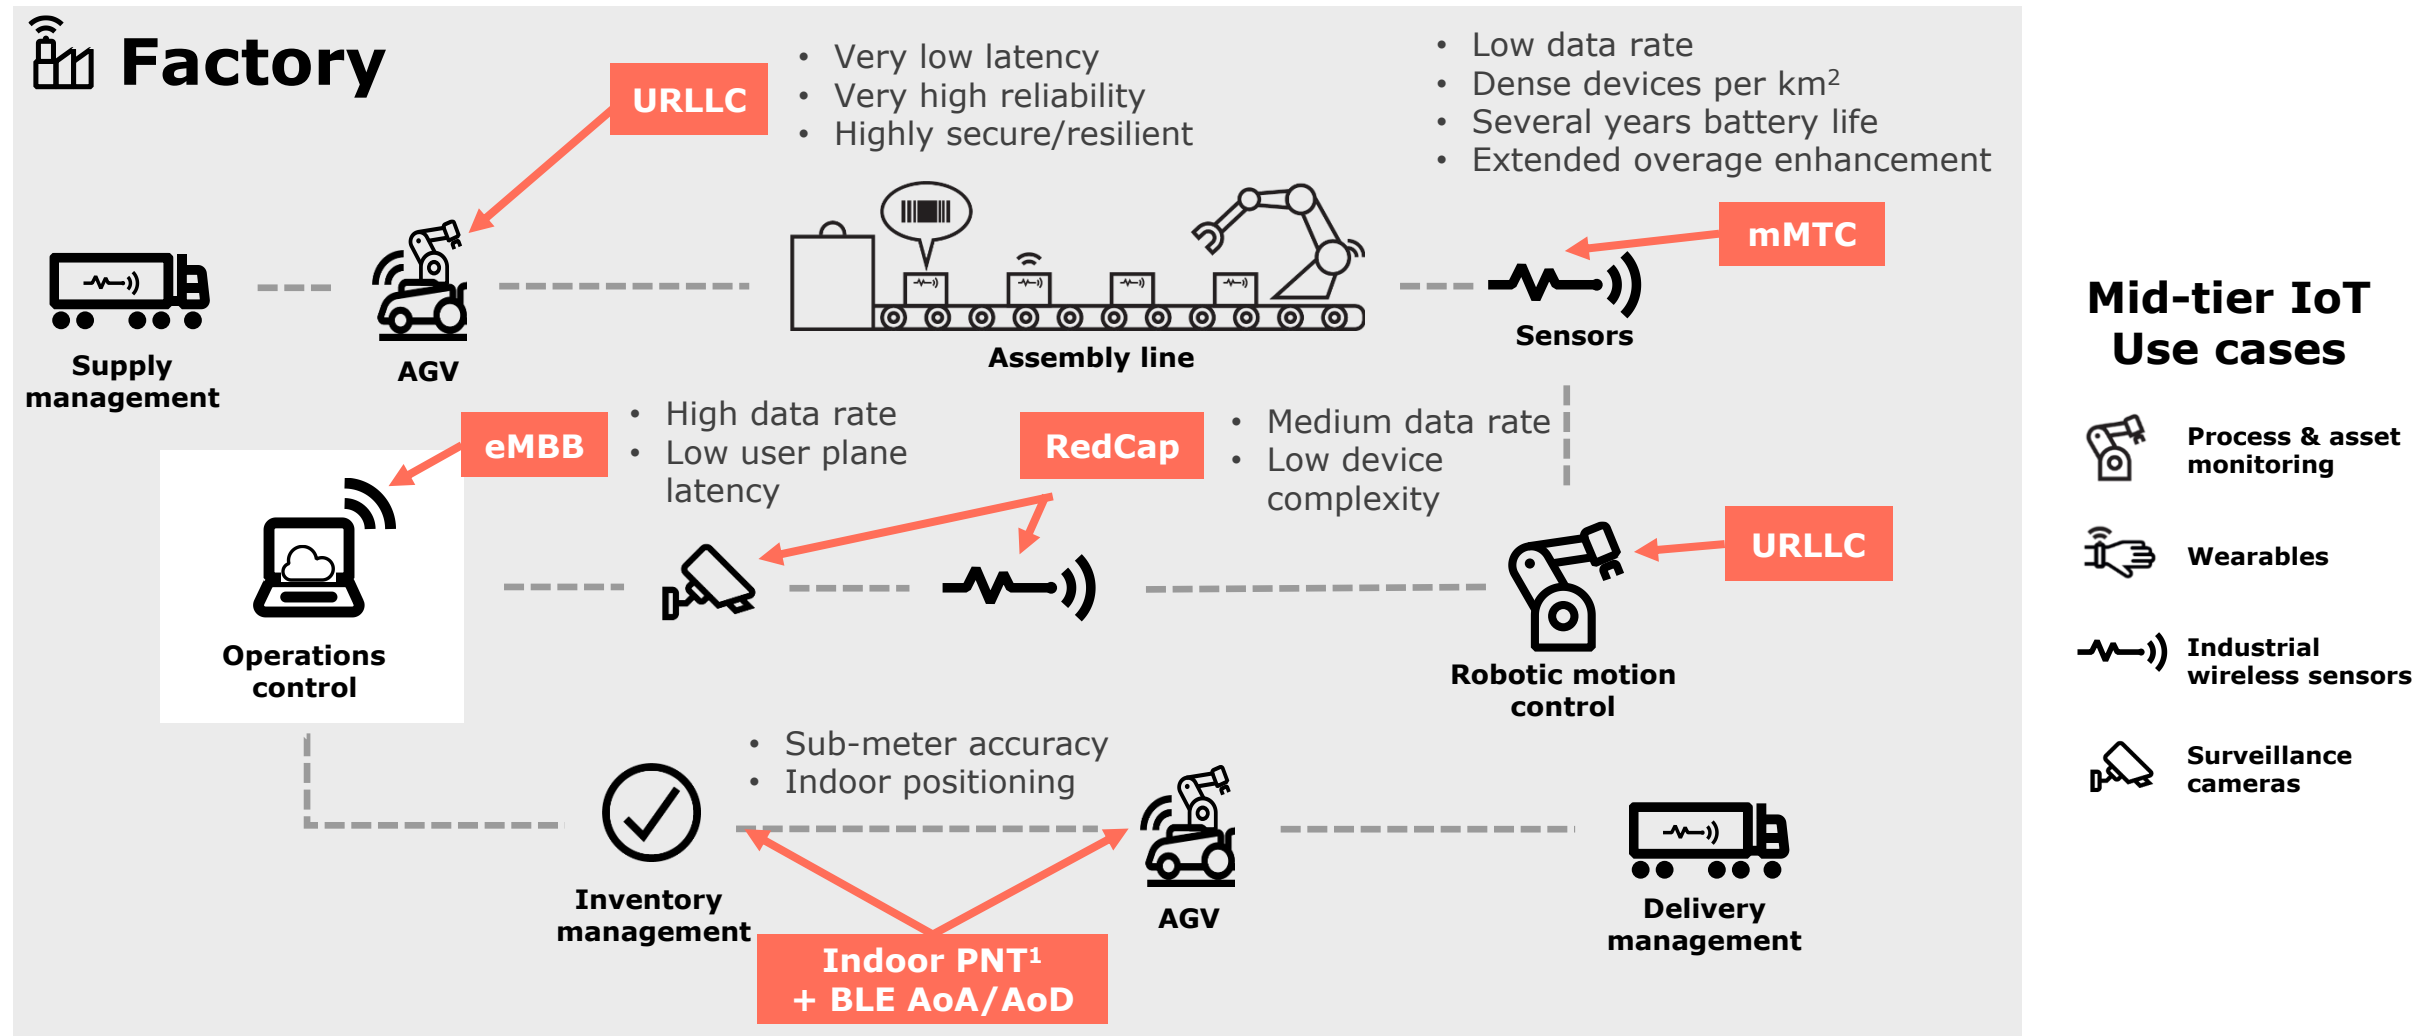 Factory
URLLC
• Very low latency
• Very high reliability
• Highly secure/resilient
• Low data rate
• Dense devices per km²
• Several years battery life
• Extended overage enhancement
mMTC
Supply
management
AGV
Assembly line
Sensors
eMBB
• High data rate
• Low user plane
latency
RedCap
• Medium data rate
• Low device
complexity
URLLC
Operations
control
Robotic motion
control
• Sub-meter accuracy
• Indoor positioning
Inventory
management
AGV
Delivery
management
Indoor PNT¹
+ BLE AoA/AoD
Mid-tier IoT
Use cases
Process & asset
monitoring
Wearables
Industrial
wireless sensors
Surveillance
cameras